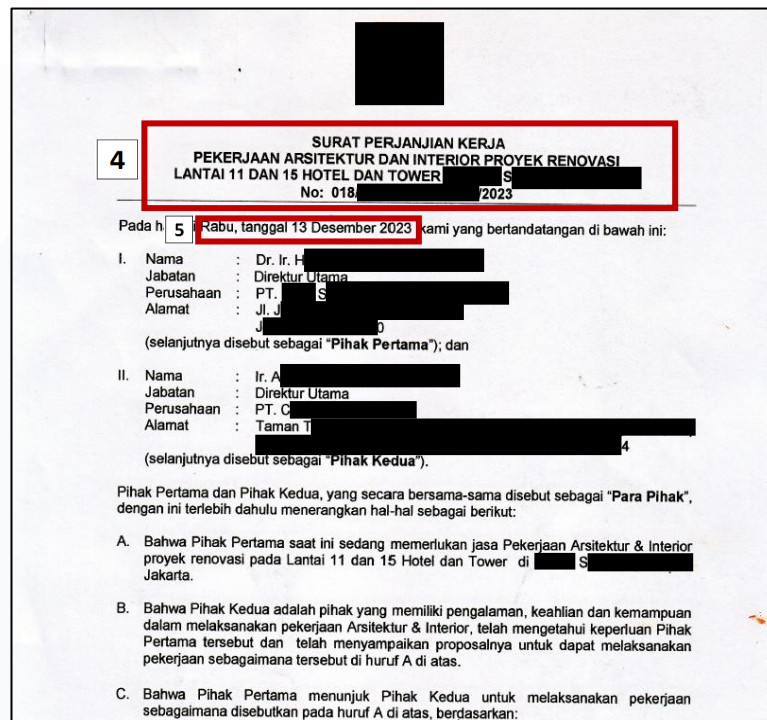 4
SURAT PERJANJIAN KERJA
PEKERJAAN ARSITEKTUR DAN INTERIOR PROYEK RENOVASI
LANTAI 11 DAN 15 HOTEL DAN TOWER S
No: 018/ /2023
Pada h 5 Rabu, tanggal 13 Desember 2023 kami yang bertandatangan di bawah ini:
I. Nama : Dr. Ir. H
Jabatan : Direktur Utama
Perusahaan : PT. S
Alamat : Jl. J
J 0
(selanjutnya disebut sebagai “Pihak Pertama”); dan
II. Nama : Ir. A
Jabatan : Direktur Utama
Perusahaan : PT. C
Alamat : Taman T
4
(selanjutnya disebut sebagai “Pihak Kedua”).
Pihak Pertama dan Pihak Kedua, yang secara bersama-sama disebut sebagai “Para Pihak”,
dengan ini terlebih dahulu menerangkan hal-hal sebagai berikut:
A. Bahwa Pihak Pertama saat ini sedang memerlukan jasa Pekerjaan Arsitektur & Interior
proyek renovasi pada Lantai 11 dan 15 Hotel dan Tower di S
Jakarta.
B. Bahwa Pihak Kedua adalah pihak yang memiliki pengalaman, keahlian dan kemampuan
dalam melaksanakan pekerjaan Arsitektur & Interior, telah mengetahui keperluan Pihak
Pertama tersebut dan telah menyampaikan proposalnya untuk dapat melaksanakan
pekerjaan sebagaimana tersebut di huruf A di atas.
C. Bahwa Pihak Pertama menunjuk Pihak Kedua untuk melaksanakan pekerjaan
sebagaimana disebutkan pada huruf A di atas, berdasarkan: